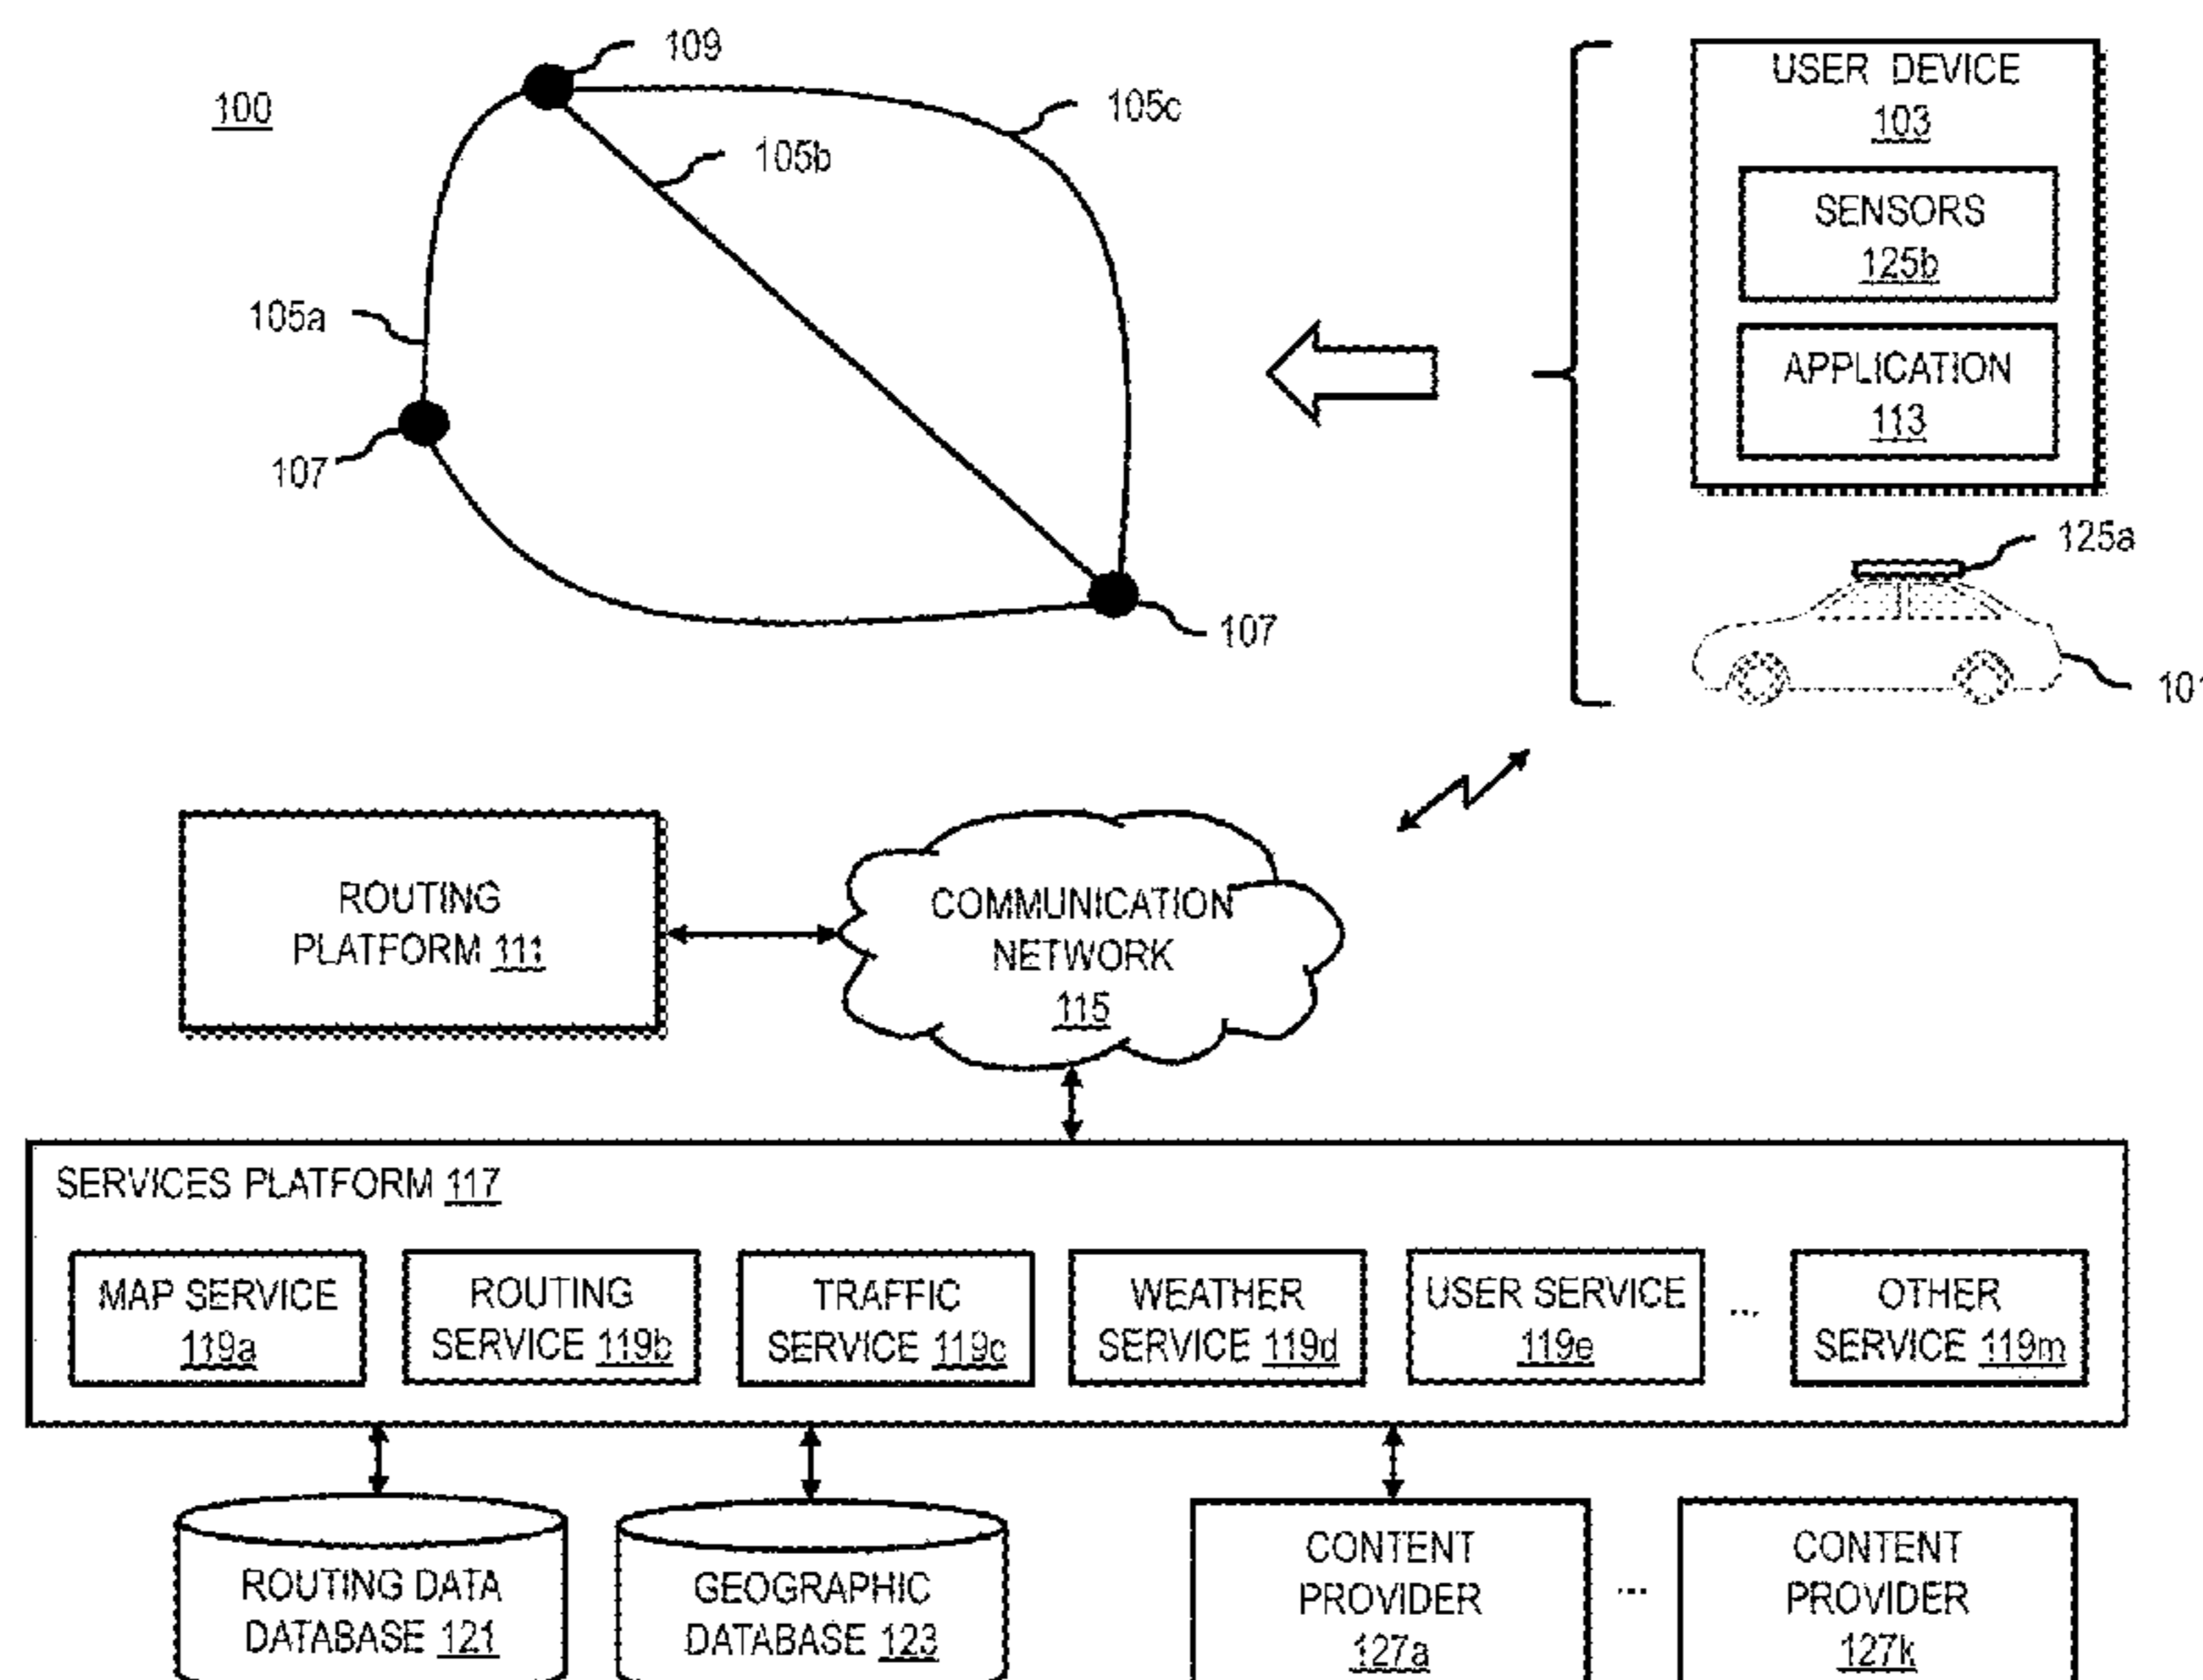 109
100
105c
105b
105a
107
107
USER DEVICE
103
SENSORS
125b
APPLICATION
113
125a
101
ROUTING
PLATFORM 111
COMMUNICATION
NETWORK
115
SERVICES PLATFORM 117
MAP SERVICE
119a
ROUTING
SERVICE 119b
TRAFFIC
SERVICE 119c
WEATHER
SERVICE 119d
USER SERVICE
119e
...
OTHER
SERVICE 119m
ROUTING DATA
DATABASE 121
GEOGRAPHIC
DATABASE 123
CONTENT
PROVIDER
127a
...
CONTENT
PROVIDER
127k